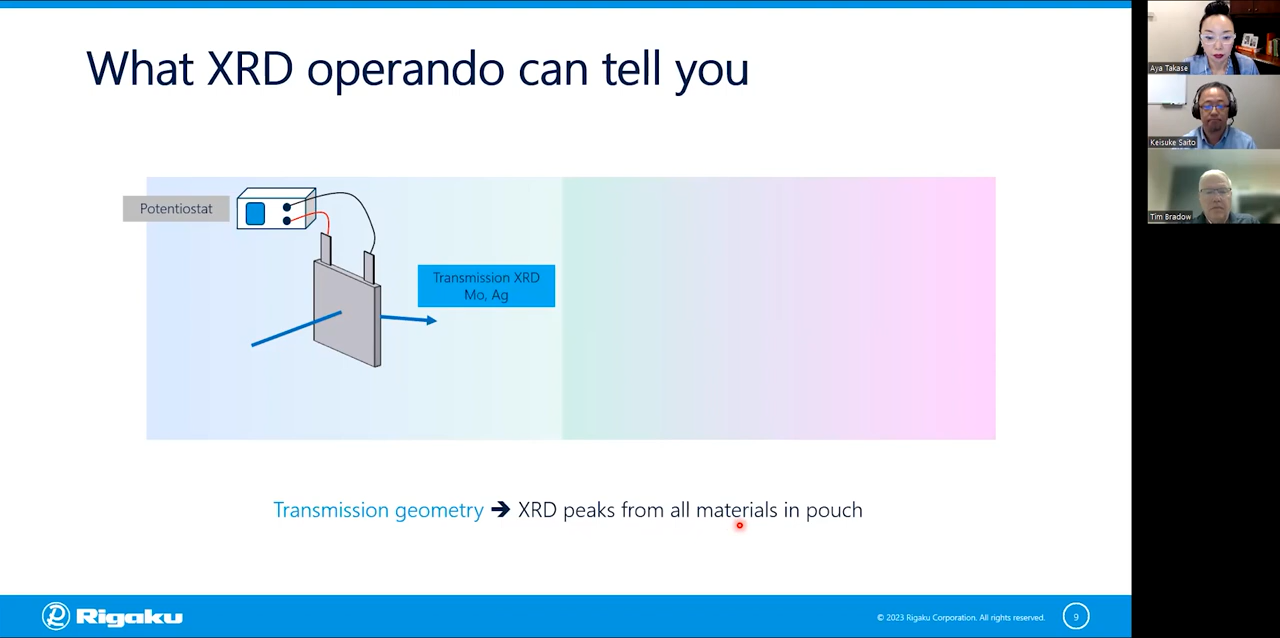 What XRD operando can tell you
Potentiostat
Transmission XRD
Mo, Ag
Transmission geometry ➔ XRD peaks from all materials in pouch
Rigaku
© 2023 Rigaku Corporation. All rights reserved.
9
Aya Takase
Keisuke Saito
Tim Bradow